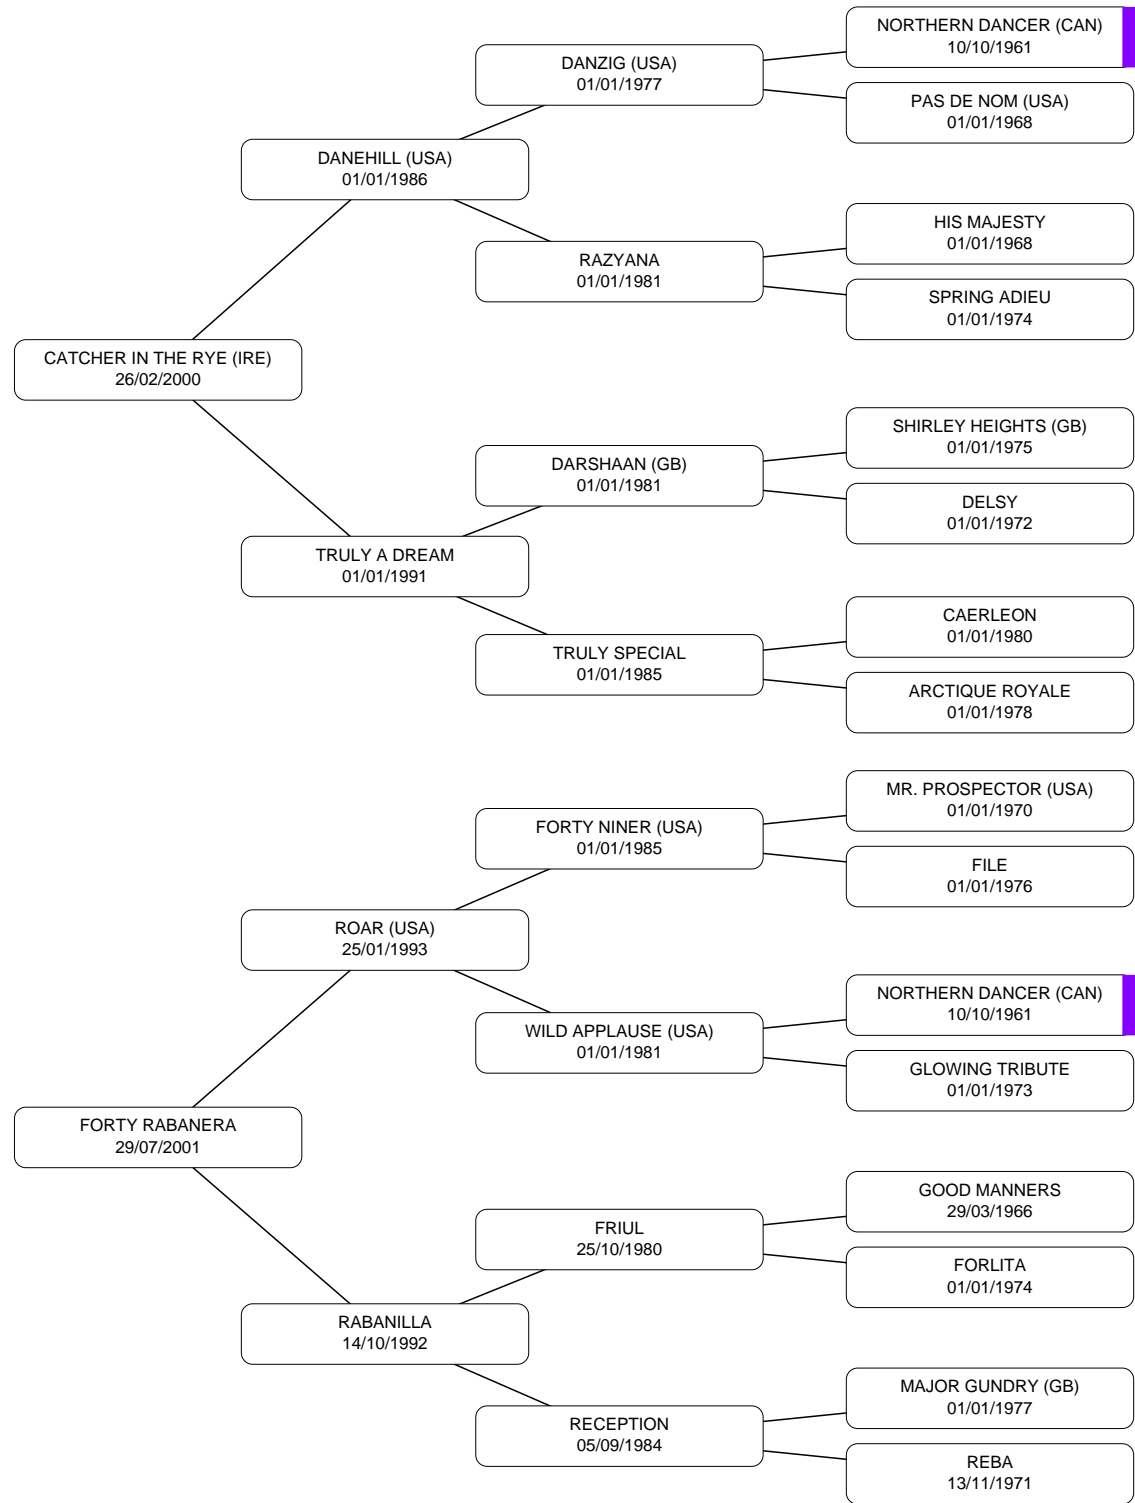 NORTHERN DANCER (CAN)
10/10/1961
DANZIG (USA)
01/01/1977
PAS DE NOM (USA)
01/01/1968
DANEHILL (USA)
01/01/1986
HIS MAJESTY
01/01/1968
RAZYANA
01/01/1981
SPRING ADIEU
01/01/1974
CATCHER IN THE RYE (IRE)
26/02/2000
SHIRLEY HEIGHTS (GB)
01/01/1975
DARSHAAN (GB)
01/01/1981
DELSY
01/01/1972
TRULY A DREAM
01/01/1991
CAERLEON
01/01/1980
TRULY SPECIAL
01/01/1985
ARCTIQUE ROYALE
01/01/1978
MR. PROSPECTOR (USA)
01/01/1970
FORTY NINER (USA)
01/01/1985
FILE
01/01/1976
ROAR (USA)
25/01/1993
NORTHERN DANCER (CAN)
10/10/1961
WILD APPLAUSE (USA)
01/01/1981
GLOWING TRIBUTE
01/01/1973
FORTY RABANERA
29/07/2001
GOOD MANNERS
29/03/1966
FRIUL
25/10/1980
FORLITA
01/01/1974
RABANILLA
14/10/1992
MAJOR GUNDRY (GB)
01/01/1977
RECEPTION
05/09/1984
REBA
13/11/1971